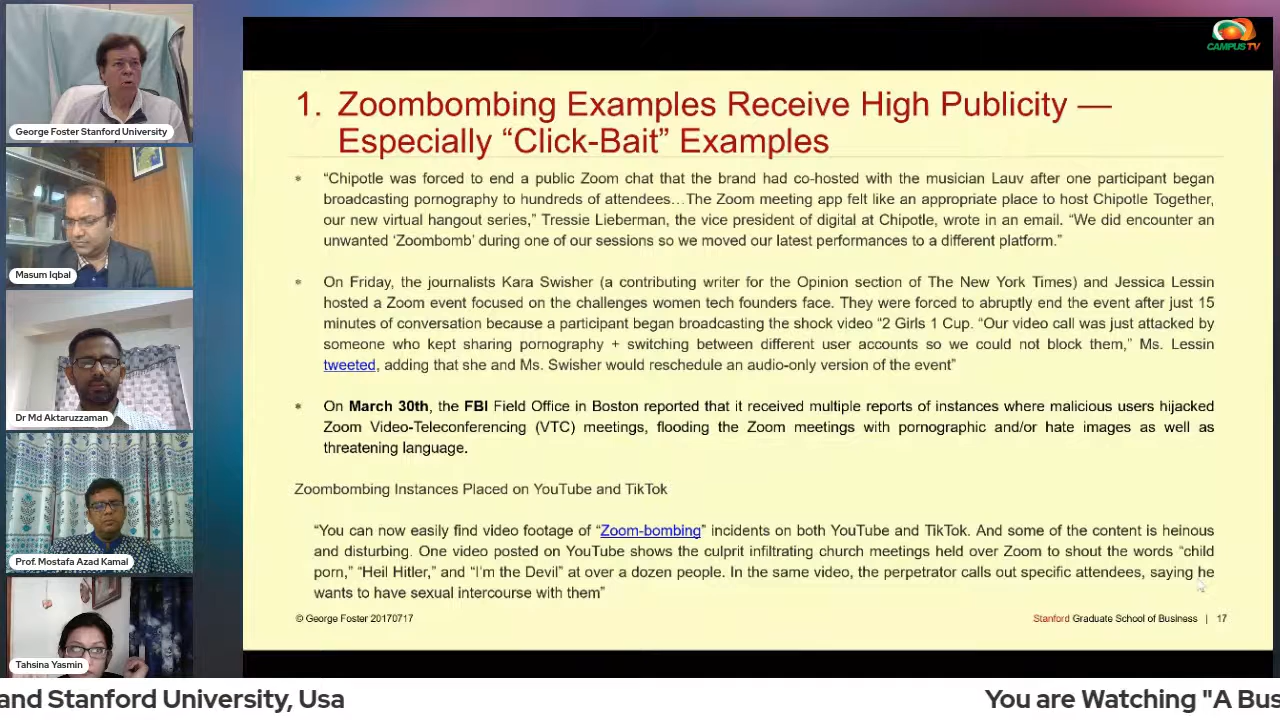 CAMPUS TV
George Foster Stanford University
Masum Iqbal
Dr Md Aktaruzzaman
Prof. Mostafa Azad Kamal
Tahsina Yasmin
1. Zoombombing Examples Receive High Publicity —
Especially “Click-Bait” Examples
* “Chipotle was forced to end a public Zoom chat that the brand had co-hosted with the musician Lauv after one participant began
broadcasting pornography to hundreds of attendees…The Zoom meeting app felt like an appropriate place to host Chipotle Together,
our new virtual hangout series,” Tressie Lieberman, the vice president of digital at Chipotle, wrote in an email. “We did encounter an
unwanted ‘Zoombomb’ during one of our sessions so we moved our latest performances to a different platform.”
* On Friday, the journalists Kara Swisher (a contributing writer for the Opinion section of The New York Times) and Jessica Lessin
hosted a Zoom event focused on the challenges women tech founders face. They were forced to abruptly end the event after just 15
minutes of conversation because a participant began broadcasting the shock video “2 Girls 1 Cup. “Our video call was just attacked by
someone who kept sharing pornography + switching between different user accounts so we could not block them,” Ms. Lessin
tweeted, adding that she and Ms. Swisher would reschedule an audio-only version of the event”
* On March 30th, the FBI Field Office in Boston reported that it received multiple reports of instances where malicious users hijacked
Zoom Video-Teleconferencing (VTC) meetings, flooding the Zoom meetings with pornographic and/or hate images as well as
threatening language.
Zoombombing Instances Placed on YouTube and TikTok
“You can now easily find video footage of “Zoom-bombing” incidents on both YouTube and TikTok. And some of the content is heinous
and disturbing. One video posted on YouTube shows the culprit infiltrating church meetings held over Zoom to shout the words “child
porn,” “Heil Hitler,” and “I’m the Devil” at over a dozen people. In the same video, the perpetrator calls out specific attendees, saying he
wants to have sexual intercourse with them”
© George Foster 20170717
Stanford Graduate School of Business | 17
and Stanford University, Usa
You are Watching "A Bus